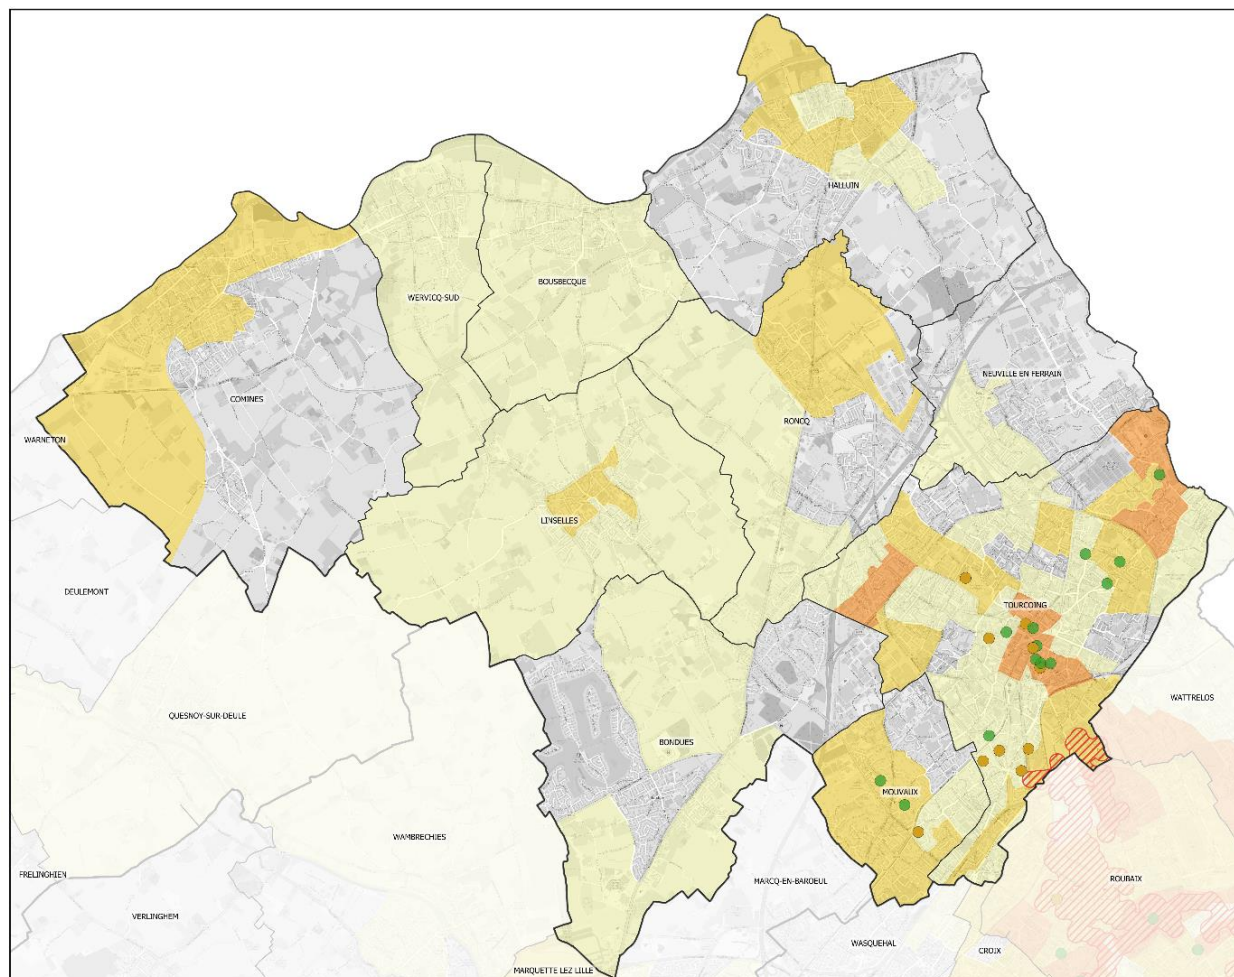 HALLUIN
BOUSBECQUE
WERVICQ-SUD
NEUVILLE EN FERRAIN
COMINES
RONCQ
WARNETON
LINSELLES
DEULEMONT
TOURCOING
WATTRELOS
QUESNOY-SUR-DEULE
BONDUES
MOUVAUX
WAMBRECHIES
FRELINGHIEN
MARCQ-EN-BAROEUL
ROUBAIX
VERLINGHEM
WASQUEHAL
CROIX
MARQUETTE LEZ LILLE